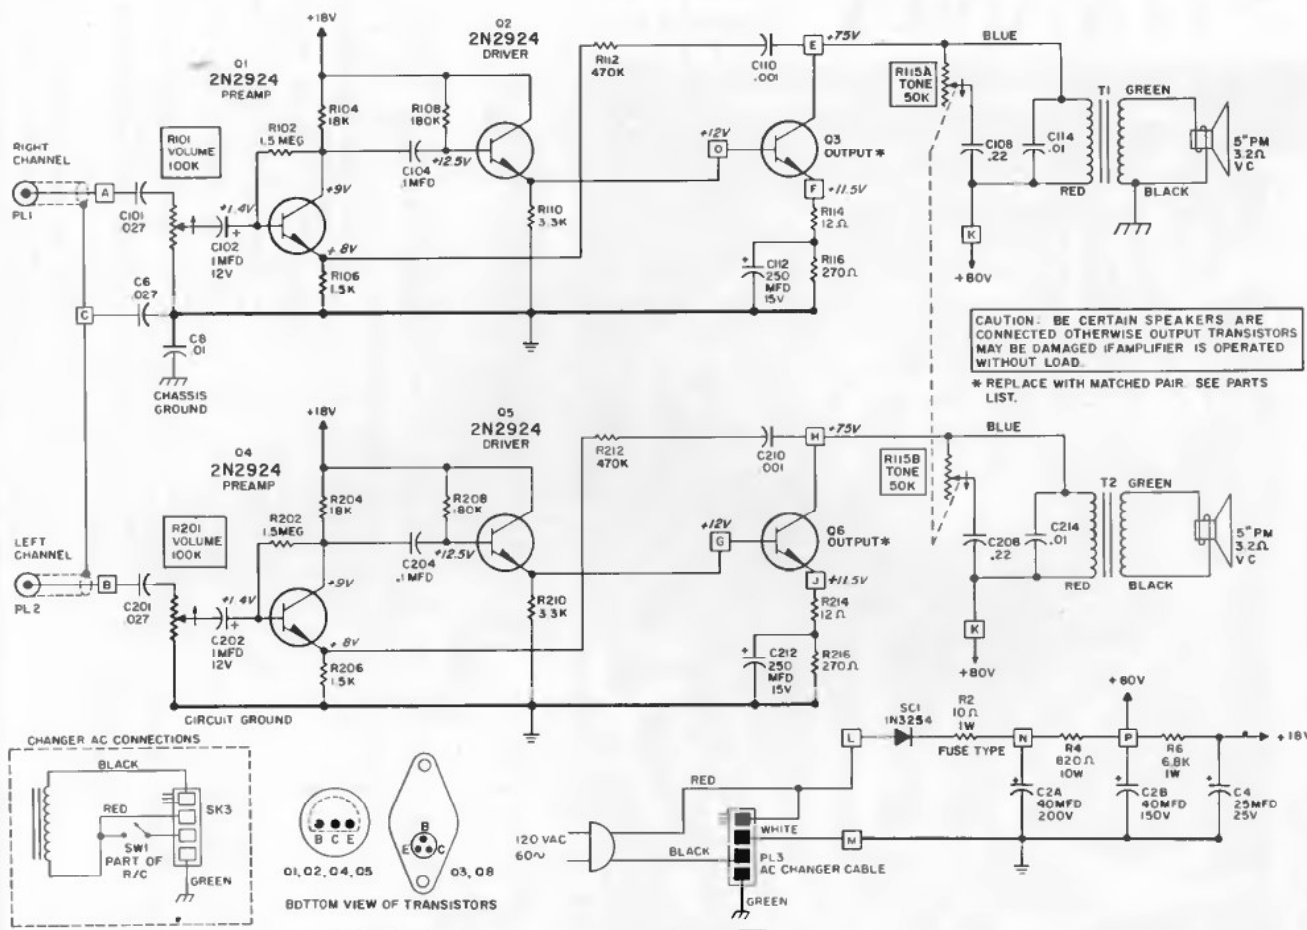 RIGHT CHANNEL
PL1
A
C101
.027
R101
VOLUME
100K
+1.4V
C102
1MFD
12V
Q1
2N2924
PREAMP
+18V
R104
18K
R102
1.5 MEG
+9V
+.8V
R106
1.5K
C
C6
.027
C8
.01
CHASSIS
GROUND
R108
180K
C104
.1MFD
+12.5V
Q2
2N2924
DRIVER
R110
3.3K
R112
470K
C110
.001
E
+75V
+12V
O
Q3
OUTPUT*
F
+11.5V
R114
12Ω
C112
250
MFD
15V
R116
270Ω
BLUE
R115A
TONE
50K
C108
.22
C114
.01
T1
GREEN
RED
BLACK
5" PM
3.2Ω
V C
K
+80V
CAUTION: BE CERTAIN SPEAKERS ARE
CONNECTED OTHERWISE OUTPUT TRANSISTORS
MAY BE DAMAGED IF AMPLIFIER IS OPERATED
WITHOUT LOAD.
* REPLACE WITH MATCHED PAIR. SEE PARTS
LIST.
LEFT
CHANNEL
PL2
B
C201
.027
R201
VOLUME
100K
+1.4V
C202
1MFD
12V
Q4
2N2924
PREAMP
+18V
R204
18K
R202
1.5MEG
+9V
+.8V
R206
1.5K
CIRCUIT GROUND
R208
180K
C204
.1MFD
+12.5V
Q5
2N2924
DRIVER
R210
3.3K
R212
470K
C210
.001
H
+75V
+12V
G
Q6
OUTPUT*
J
+11.5V
R214
12Ω
C212
250
MFD
15V
R216
270Ω
BLUE
R115B
TONE
50K
C208
.22
C214
.01
T2
GREEN
RED
BLACK
5" PM
3.2Ω
V C
K
+80V
CHANGER AC CONNECTIONS
BLACK
RED
SK3
SW1
PART OF
R/C
GREEN
B C E
Q1, Q2, Q4, Q5
B
E C
Q3, Q8
BOTTOM VIEW OF TRANSISTORS
120 VAC
60~
RED
WHITE
BLACK
PL3
AC CHANGER CABLE
GREEN
L
SC1
1N3254
R2
10Ω
1W
FUSE TYPE
N
R4
820Ω
10W
P
+80V
R6
6.8K
1W
+18V
M
C2A
40MFD
200V
C2B
40MFD
150V
C4
25MFD
25V